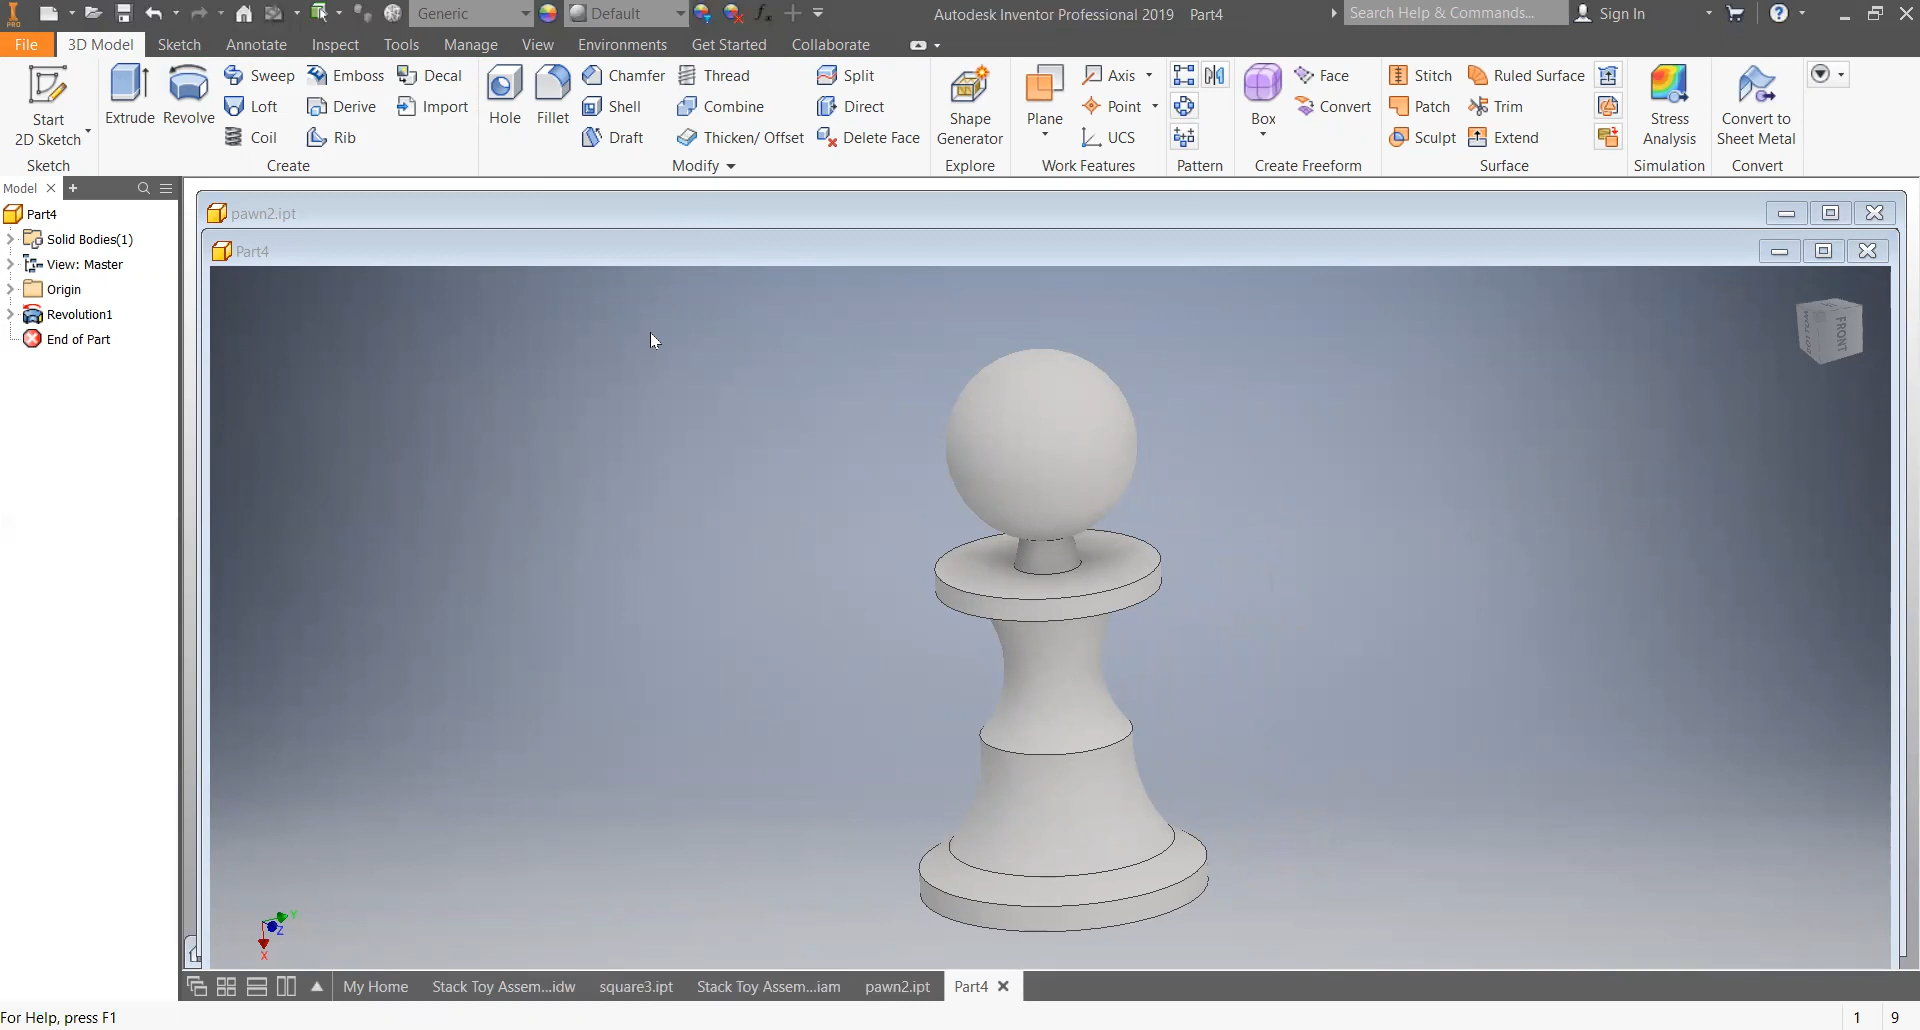 PRO Generic Default fx Autodesk Inventor Professional 2019 Part4 Search Help & Commands... Sign In
File 3D Model Sketch Annotate Inspect Tools Manage View Environments Get Started Collaborate
Start 2D Sketch
Extrude
Revolve
Sweep
Loft
Coil
Emboss
Derive
Rib
Decal
Import
Hole
Fillet
Chamfer
Shell
Draft
Thread
Combine
Thicken/ Offset
Split
Direct
Delete Face
Shape Generator
Plane
Axis
Point
UCS
Box
Face
Convert
Stitch
Patch
Sculpt
Ruled Surface
Trim
Extend
Stress Analysis
Convert to Sheet Metal
Sketch Create Modify Explore Work Features Pattern Create Freeform Surface Simulation Convert
Model
Part4
Solid Bodies(1)
View: Master
Origin
Revolution1
End of Part
pawn2.ipt
Part4
FRONT
BOTTOM
Y
Z
X
My Home Stack Toy Assem...idw square3.ipt Stack Toy Assem...iam pawn2.ipt Part4
For Help, press F1 1 9